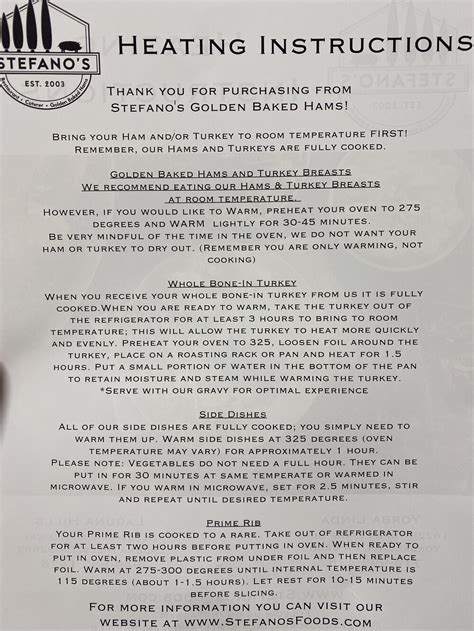 STEFANO'S
EST. 2003
Restaurant • Caterer • Golden Baked Hams
HEATING INSTRUCTIONS
THANK YOU FOR PURCHASING FROM
STEFANO'S GOLDEN BAKED HAMS!
BRING YOUR HAM AND/OR TURKEY TO ROOM TEMPERATURE FIRST!
REMEMBER, OUR HAMS AND TURKEYS ARE FULLY COOKED.
GOLDEN BAKED HAMS AND TURKEY BREASTS
WE RECOMMEND EATING OUR HAMS & TURKEY BREASTS
AT ROOM TEMPERATURE.
HOWEVER, IF YOU WOULD LIKE TO WARM, PREHEAT YOUR OVEN TO 275
DEGREES AND WARM LIGHTLY FOR 30-45 MINUTES.
BE VERY MINDFUL OF THE TIME IN THE OVEN, WE DO NOT WANT YOUR
HAM OR TURKEY TO DRY OUT. (REMEMBER YOU ARE ONLY WARMING, NOT
COOKING)
WHOLE BONE-IN TURKEY
WHEN YOU RECEIVE YOUR WHOLE BONE-IN TURKEY FROM US IT IS FULLY
COOKED.WHEN YOU ARE READY TO WARM, TAKE THE TURKEY OUT OF
THE REFRIGERATOR FOR AT LEAST 3 HOURS TO BRING TO ROOM
TEMPERATURE; THIS WILL ALLOW THE TURKEY TO HEAT MORE QUICKLY
AND EVENLY. PREHEAT YOUR OVEN TO 325, LOOSEN FOIL AROUND THE
TURKEY, PLACE ON A ROASTING RACK OR PAN AND HEAT FOR 1.5
HOURS. PUT A SMALL PORTION OF WATER IN THE BOTTOM OF THE PAN
TO RETAIN MOISTURE AND STEAM WHILE WARMING THE TURKEY.
*SERVE WITH OUR GRAVY FOR OPTIMAL EXPERIENCE
SIDE DISHES
ALL OF OUR SIDE DISHES ARE FULLY COOKED; YOU SIMPLY NEED TO
WARM THEM UP. WARM SIDE DISHES AT 325 DEGREES (OVEN
TEMPERATURE MAY VARY) FOR APPROXIMATELY 1 HOUR.
PLEASE NOTE: VEGETABLES DO NOT NEED A FULL HOUR. THEY CAN BE
PUT IN FOR 30 MINUTES AT SAME TEMPERATE OR WARMED IN
MICROWAVE. IF YOU WARM IN MICROWAVE, SET FOR 2.5 MINUTES, STIR
AND REPEAT UNTIL DESIRED TEMPERATURE.
PRIME RIB
YOUR PRIME RIB IS COOKED TO A RARE. TAKE OUT OF REFRIGERATOR
FOR AT LEAST TWO HOURS BEFORE PUTTING IN OVEN. WHEN READY TO
PUT IN OVEN, REMOVE PLASTIC FROM UNDER FOIL AND THEN REPLACE
FOIL. WARM AT 275-300 DEGREES UNTIL INTERNAL TEMPERATURE IS
115 DEGREES (ABOUT 1-1.5 HOURS). LET REST FOR 10-15 MINUTES
BEFORE SLICING.
FOR MORE INFORMATION YOU CAN VISIT OUR
WEBSITE AT WWW.STEFANOSFOODS.COM